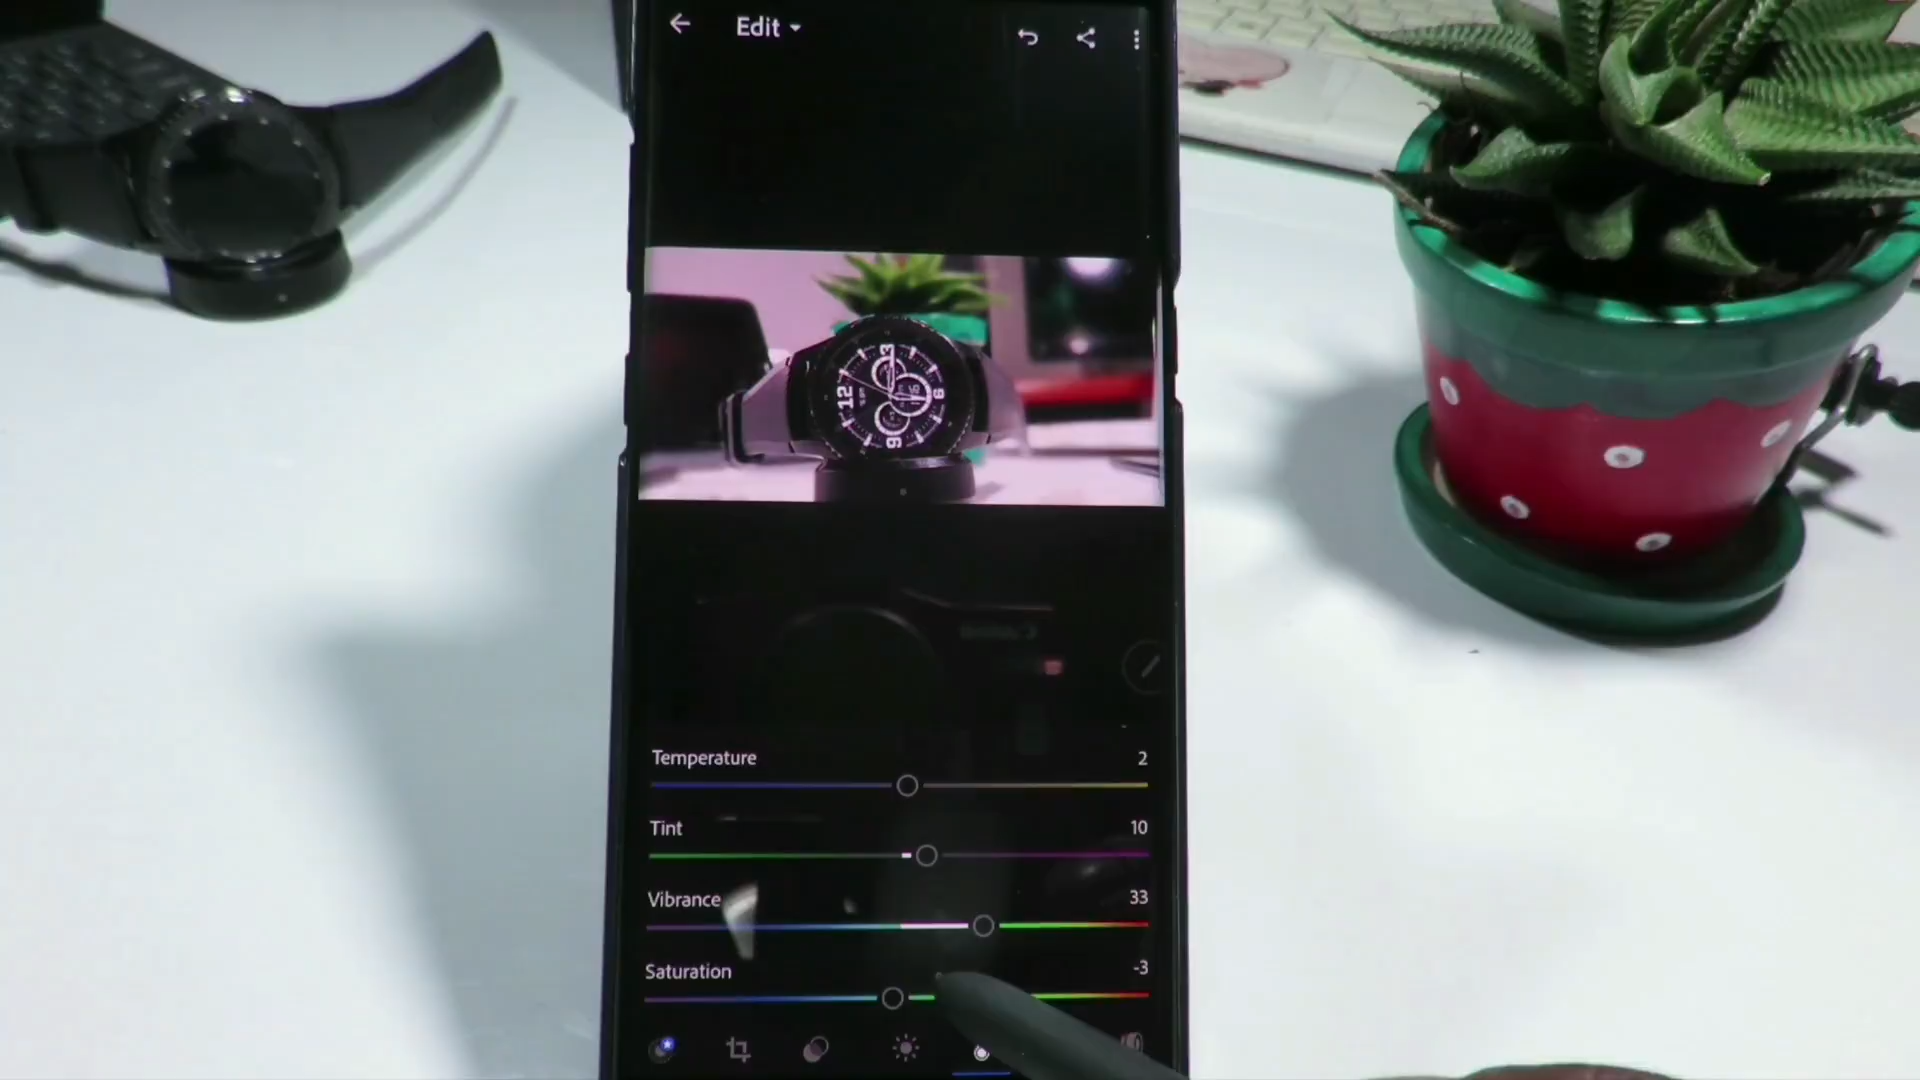 Edit
Temperature 2
Tint 10
Vibrance 33
Saturation -3